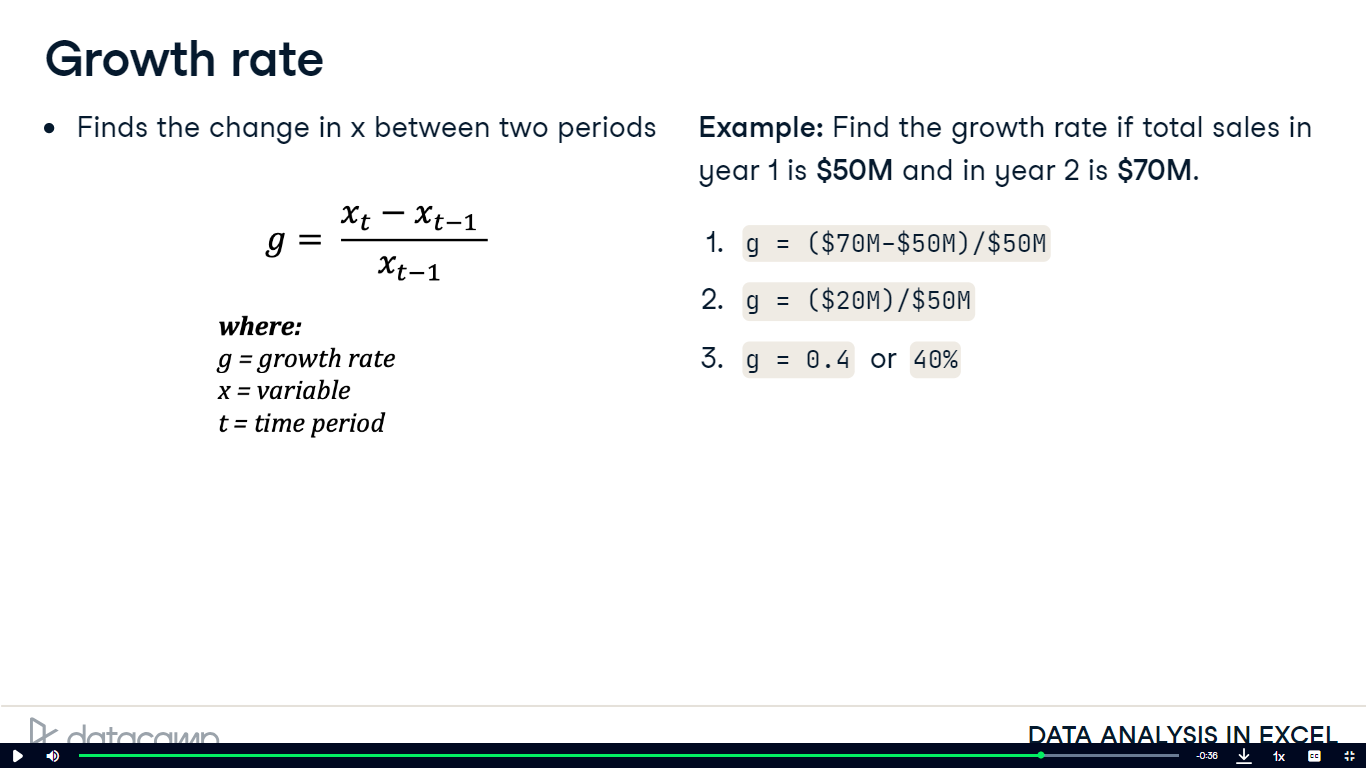 Growth rate
• Finds the change in x between two periods
g = (x_t − x_{t−1}) / x_{t−1}
where:
g = growth rate
x = variable
t = time period
Example: Find the growth rate if total sales in
year 1 is $50M and in year 2 is $70M.
1. g = ($70M-$50M)/$50M
2. g = ($20M)/$50M
3. g = 0.4 or 40%
datacamp
DATA ANALYSIS IN EXCEL
-0:36
1x
CC